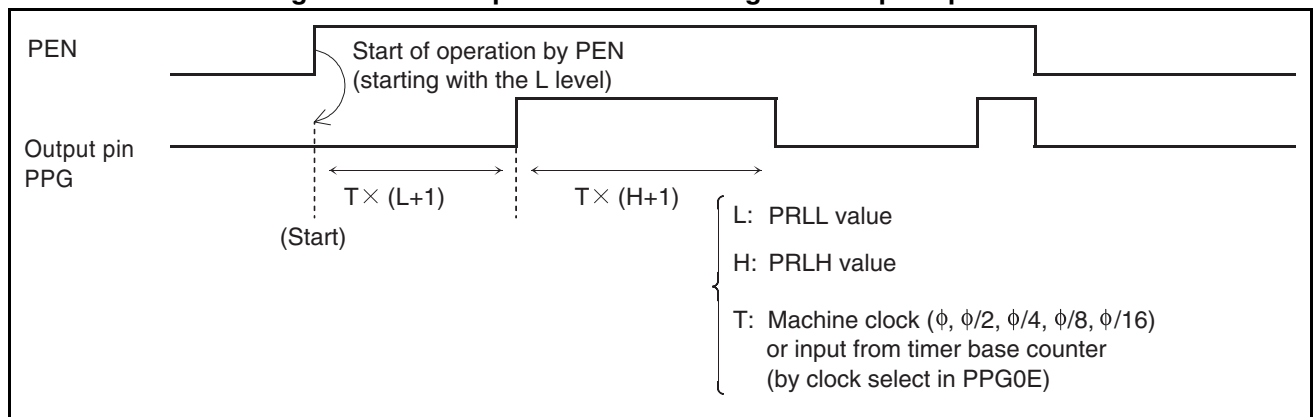 PEN
Start of operation by PEN
(starting with the L level)
Output pin
PPG
T× (L+1)
T× (H+1)
(Start)
L: PRLL value
H: PRLH value
T: Machine clock (ϕ, ϕ/2, ϕ/4, ϕ/8, ϕ/16)
or input from timer base counter
(by clock select in PPG0E)